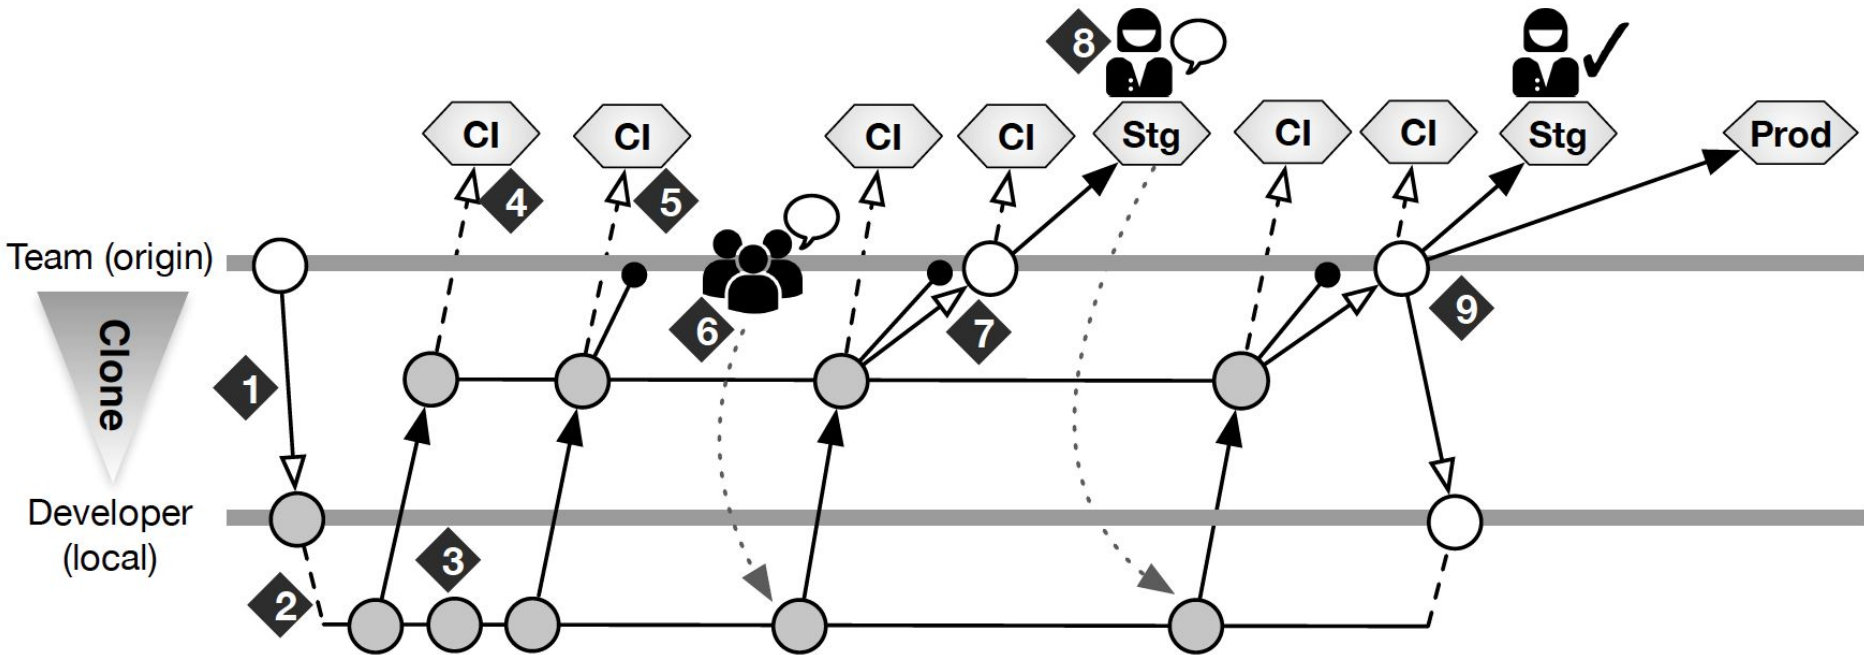 8
CI
CI
CI
CI
Stg
CI
CI
Stg
Prod
4
5
Team (origin)
6
7
9
Clone
1
Developer
(local)
3
2